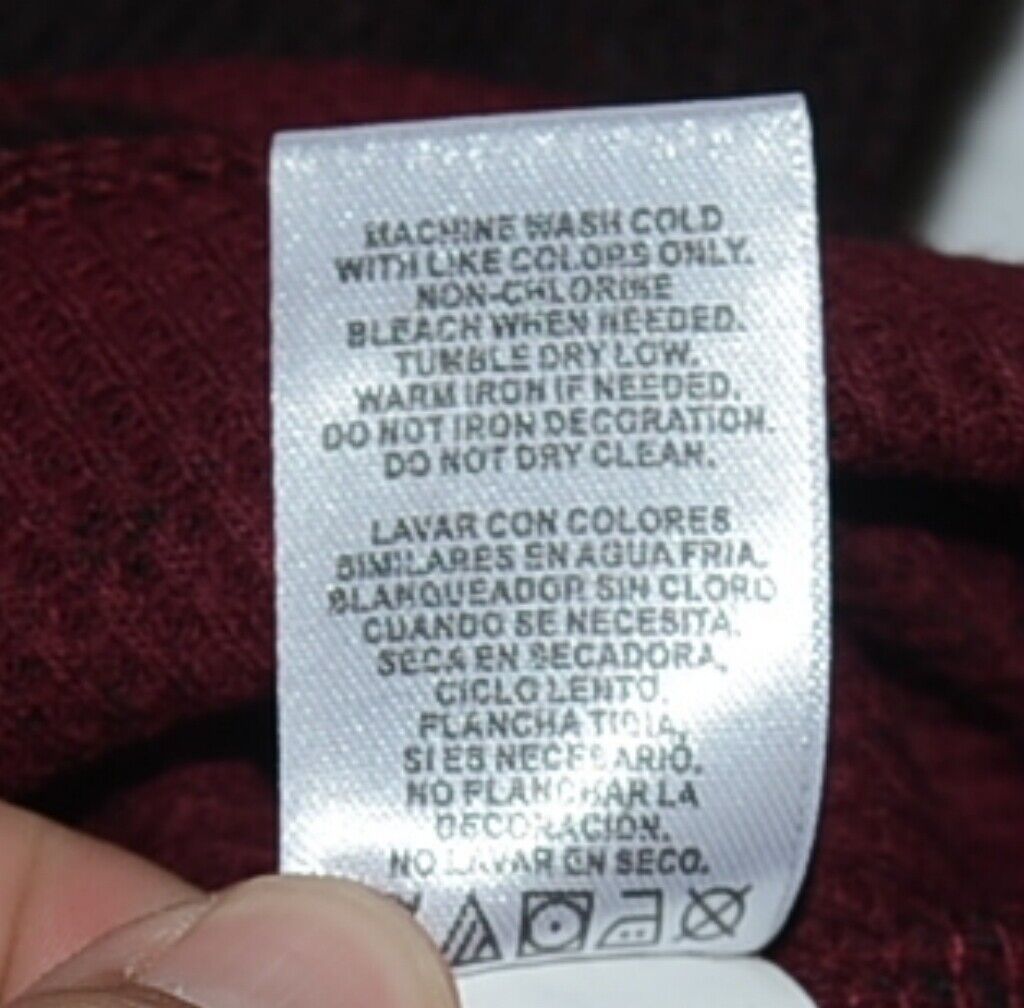 MACHINE WASH COLD
WITH LIKE COLORS ONLY.
NON-CHLORINE
BLEACH WHEN NEEDED.
TUMBLE DRY LOW.
WARM IRON IF NEEDED.
DO NOT IRON DECORATION.
DO NOT DRY CLEAN.
LAVAR CON COLORES
SIMILARES EN AGUA FRIA.
BLANQUEADOR SIN CLORO
CUANDO SE NECESITA.
SECA EN SECADORA,
CICLO LENTO.
PLANCHA TIBIA,
SI ES NECESARIO.
NO PLANCHAR LA
DECORACION.
NO LAVAR EN SECO.